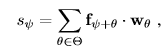 s_ψ = ∑_{θ∈Θ} f_{ψ+θ} · w_θ ,